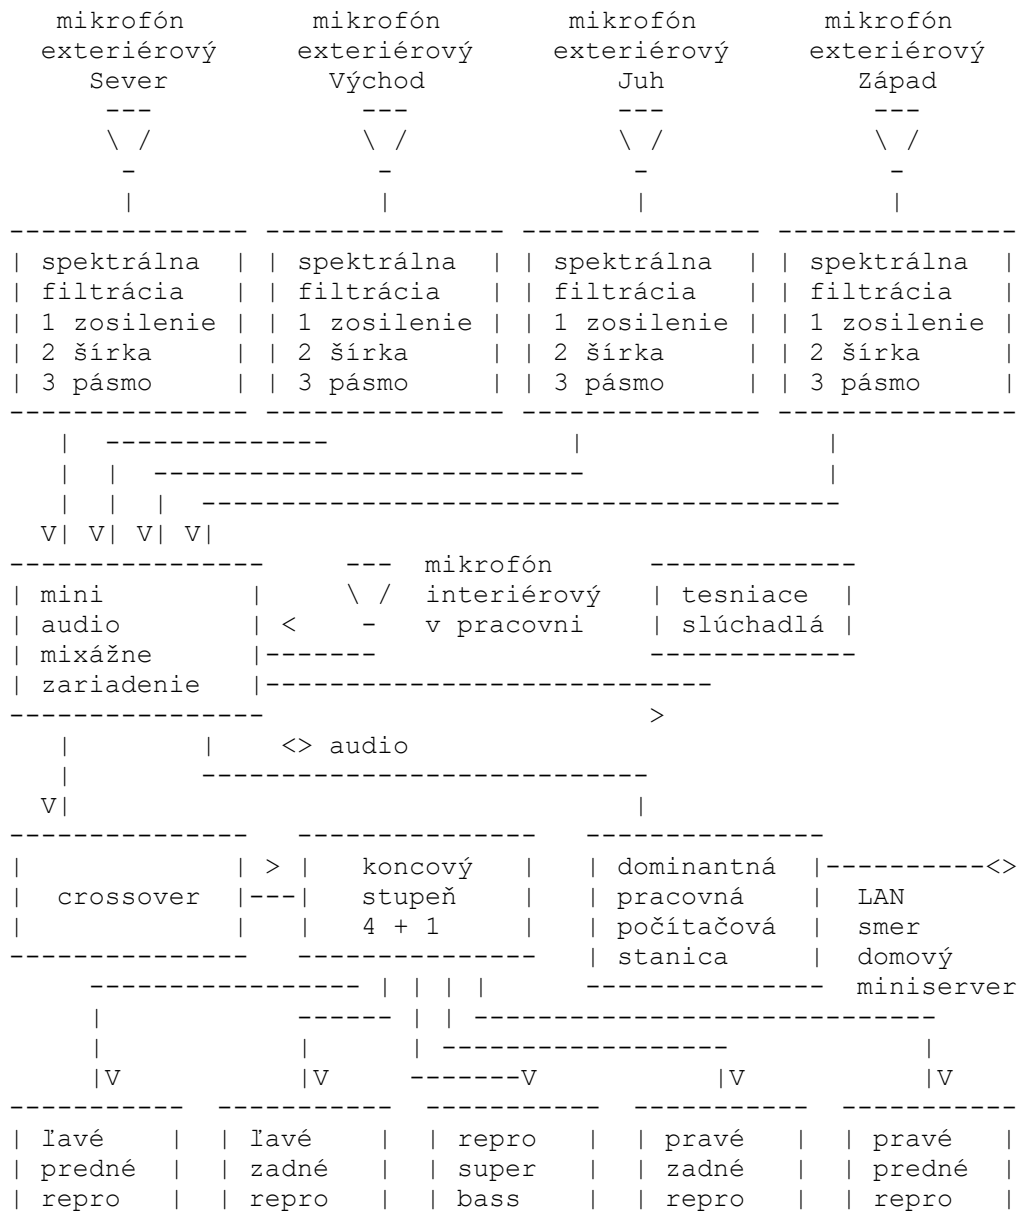 mikrofón mikrofón mikrofón mikrofón
exteriérový exteriérový exteriérový exteriérový
Sever Východ Juh Západ
spektrálna spektrálna spektrálna spektrálna
filtrácia filtrácia filtrácia filtrácia
1 zosilenie 1 zosilenie 1 zosilenie 1 zosilenie
2 šírka 2 šírka 2 šírka 2 šírka
3 pásmo 3 pásmo 3 pásmo 3 pásmo
V| V| V| V|
mikrofón
mini interiérový tesniace
audio < v pracovni slúchadlá
mixážne
zariadenie
>
<> audio
V|
> koncový dominantná <>
crossover stupeň pracovná LAN
4 + 1 počítačová smer
stanica domový
miniserver
|V |V V |V |V
ľavé ľavé repro pravé pravé
predné zadné super zadné predné
repro repro bass repro repro